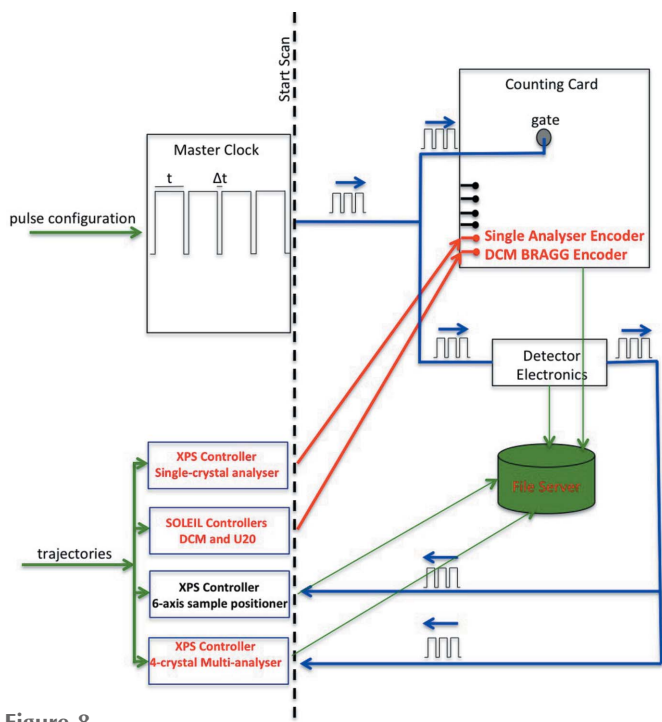 Start Scan
Counting Card
gate
Master Clock
t Δt
pulse configuration
Single Analyser Encoder
DCM BRAGG Encoder
Detector
Electronics
XPS Controller
Single-crystal analyser
File Server
SOLEIL Controllers
DCM and U20
trajectories
XPS Controller
6-axis sample positioner
XPS Controller
4-crystal Multi-analyser
Figure 8